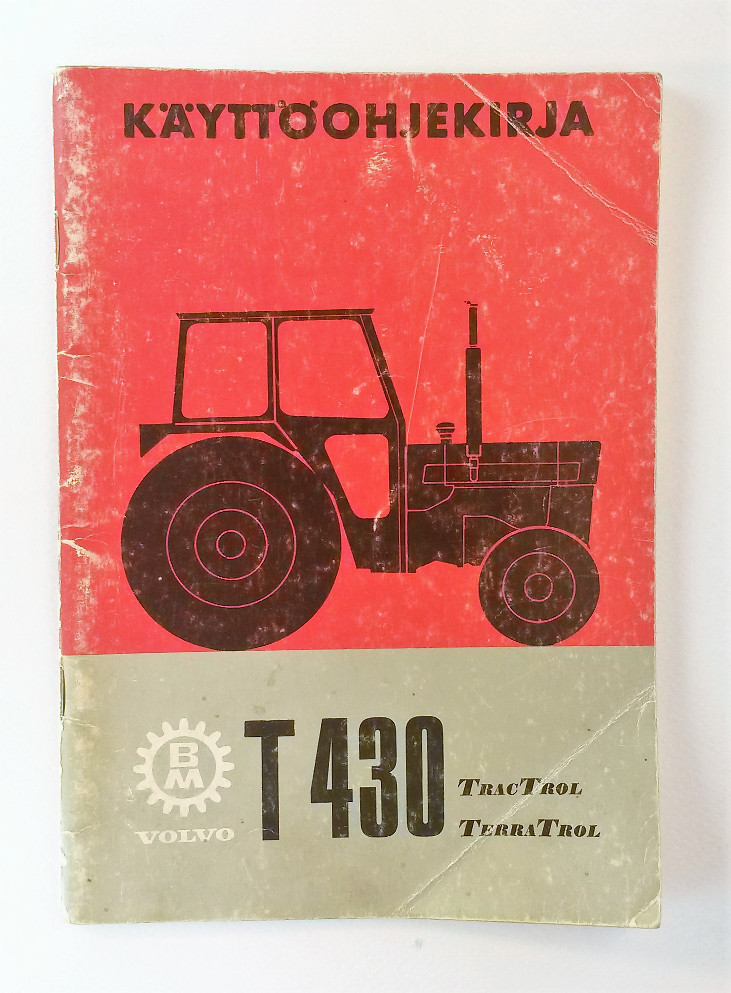 KÄYTTÖOHJEKIRJA
BM
VOLVO
T 430
TRACTROL
TERRATROL